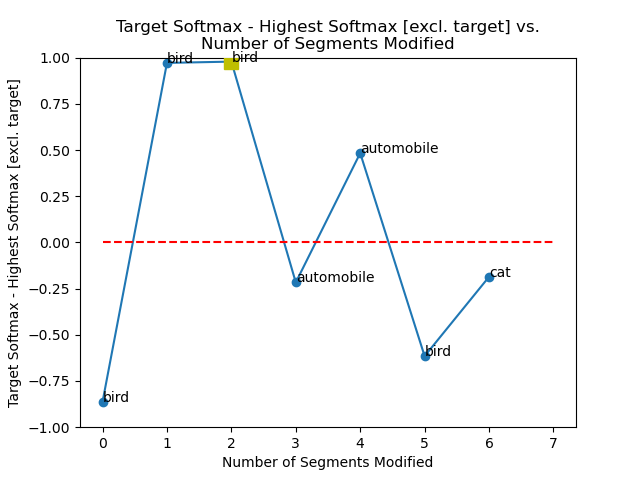 Target Softmax - Highest Softmax [excl. target] vs.
Number of Segments Modified
Target Softmax - Highest Softmax [excl. target]
1.00
0.75
0.50
0.25
0.00
−0.25
−0.50
−0.75
−1.00
bird
bird
bird
automobile
automobile
bird
cat
0 1 2 3 4 5 6 7
Number of Segments Modified